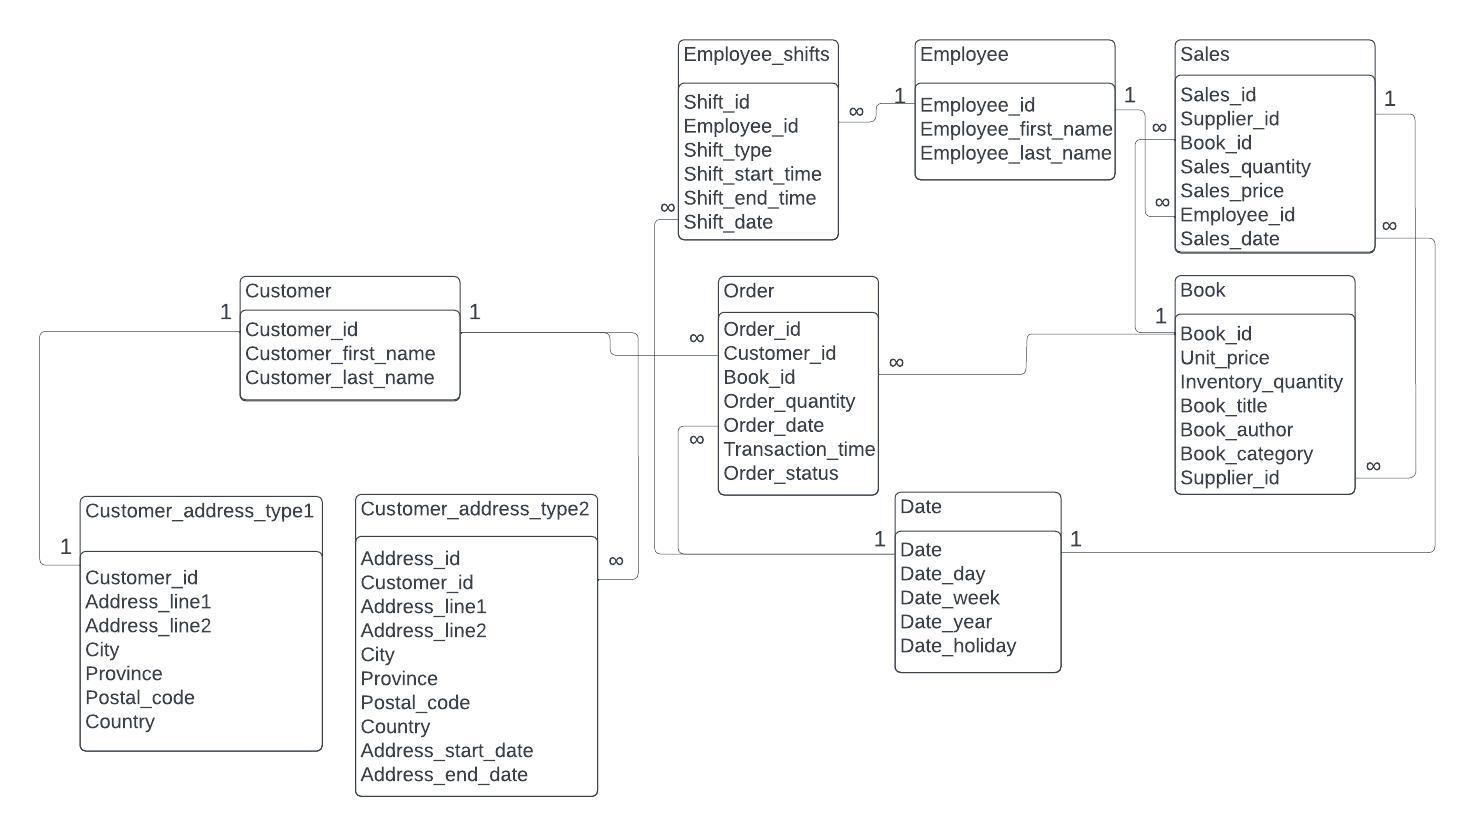 Employee_shifts
Shift_id
Employee_id
Shift_type
Shift_start_time
Shift_end_time
Shift_date
∞
∞
Employee
1
Employee_id
Employee_first_name
Employee_last_name
1
Sales
Sales_id
Supplier_id
Book_id
Sales_quantity
Sales_price
Employee_id
Sales_date
∞
∞
1
∞
Customer
1
1
Customer_id
Customer_first_name
Customer_last_name
Order
Order_id
Customer_id
Book_id
Order_quantity
Order_date
Transaction_time
Order_status
∞
∞
∞
Book
1
Book_id
Unit_price
Inventory_quantity
Book_title
Book_author
Book_category
Supplier_id
∞
Customer_address_type1
1
Customer_id
Address_line1
Address_line2
City
Province
Postal_code
Country
Customer_address_type2
∞
Address_id
Customer_id
Address_line1
Address_line2
City
Province
Postal_code
Country
Address_start_date
Address_end_date
Date
1
1
Date
Date_day
Date_week
Date_year
Date_holiday